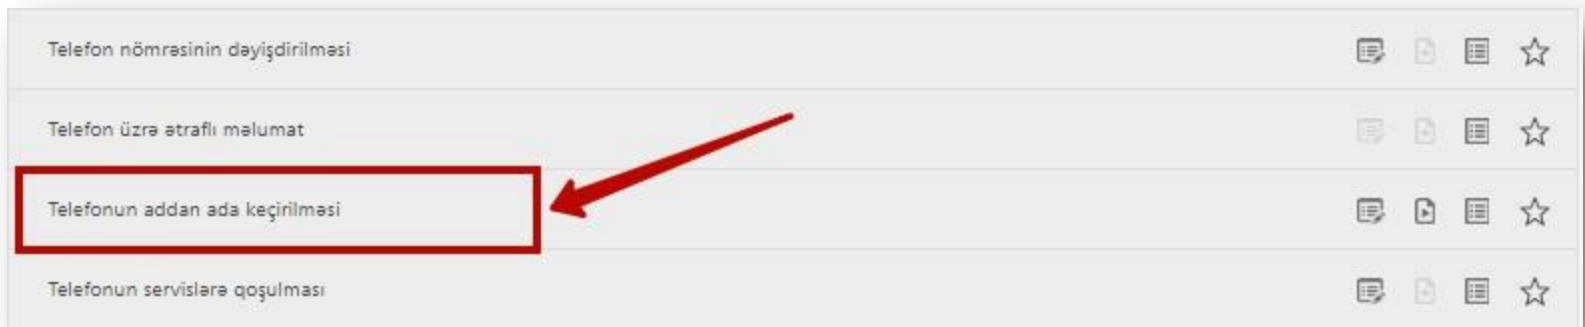 Telefon nömrəsinin dəyişdirilməsi
Telefon üzrə ətraflı məlumat
Telefonun addan ada keçirilməsi
Telefonun servislərə qoşulması